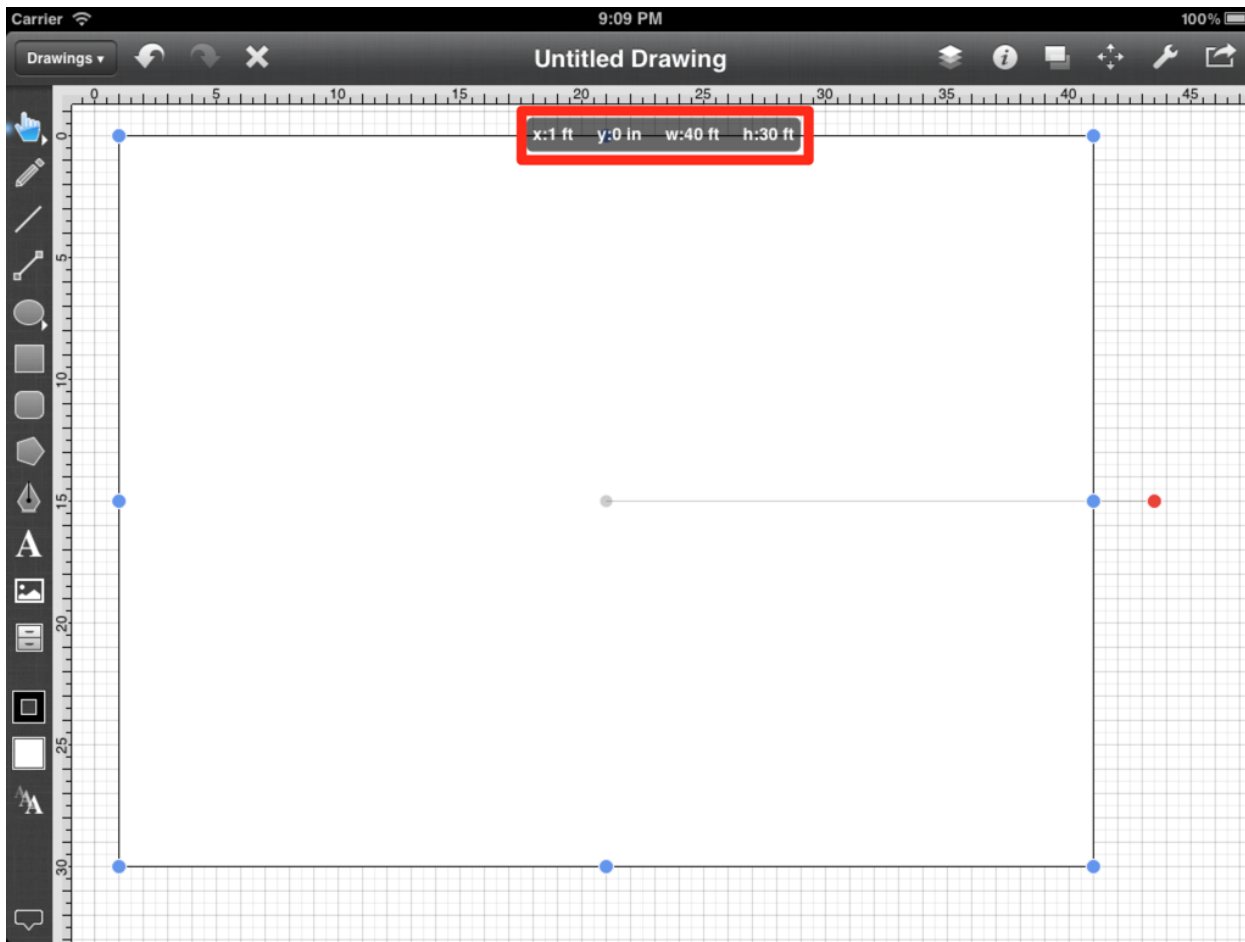 Carrier 9:09 PM 100%
Drawings ▾ Untitled Drawing
0 5 10 15 20 25 30 35 40 45
x:1 ft y:0 in w:40 ft h:30 ft
0
5
10
15
A
20
25
AAA
30